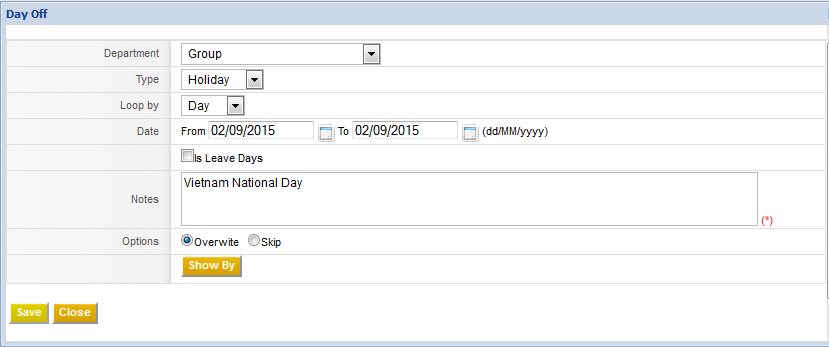 Day Off
Department Group
Type Holiday
Loop by Day
Date From 02/09/2015 To 02/09/2015 (dd/MM/yyyy)
Is Leave Days
Notes Vietnam National Day (*)
Options Overwite Skip
Show By
Save Close